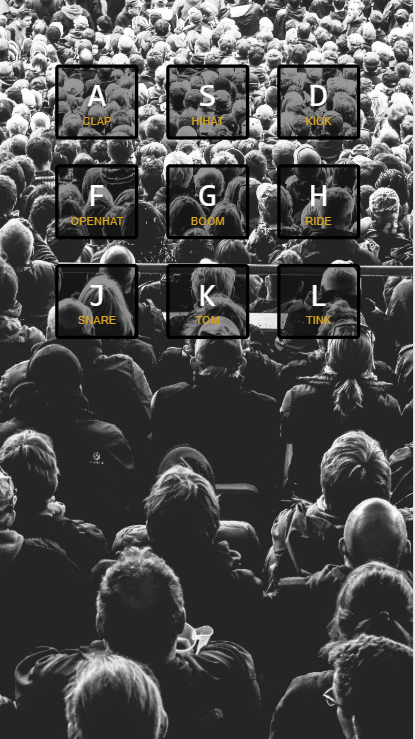 A S D
CLAP HIHAT KICK
F G H
OPENHAT BOOM RIDE
J K L
SNARE TOM TINK